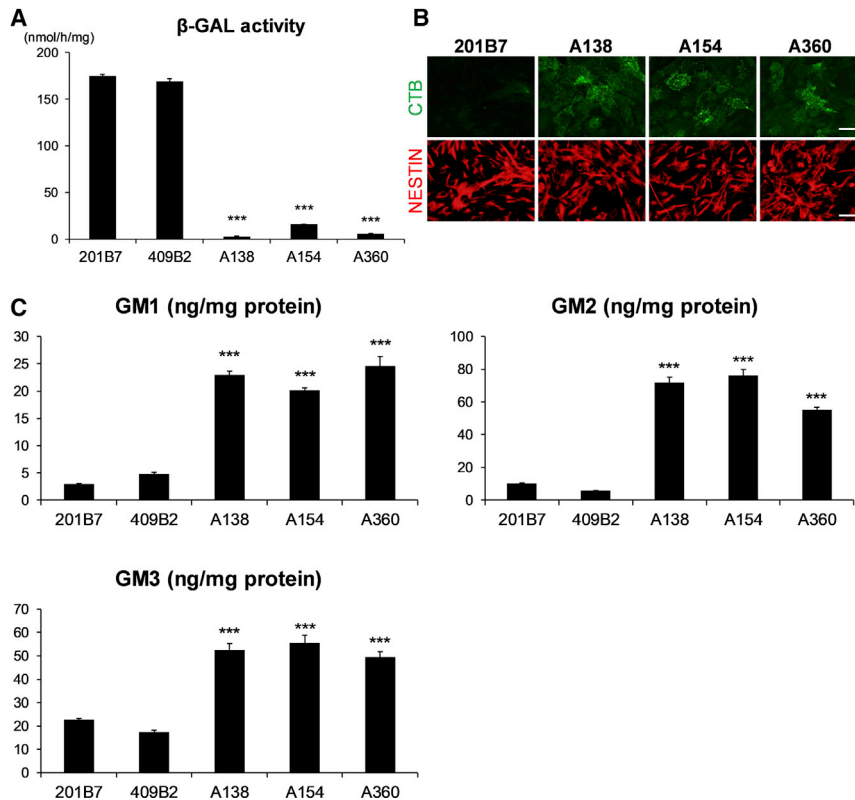 A
β-GAL activity
(nmol/h/mg)
200
150
100
50
0
***
***
***
201B7 409B2 A138 A154 A360
B
201B7 A138 A154 A360
CTB
NESTIN
C
GM1 (ng/mg protein)
30
25
20
15
10
5
0
***
***
***
201B7 409B2 A138 A154 A360
GM2 (ng/mg protein)
100
80
60
40
20
0
***
***
***
201B7 409B2 A138 A154 A360
GM3 (ng/mg protein)
70
60
50
40
30
20
10
0
***
***
***
201B7 409B2 A138 A154 A360